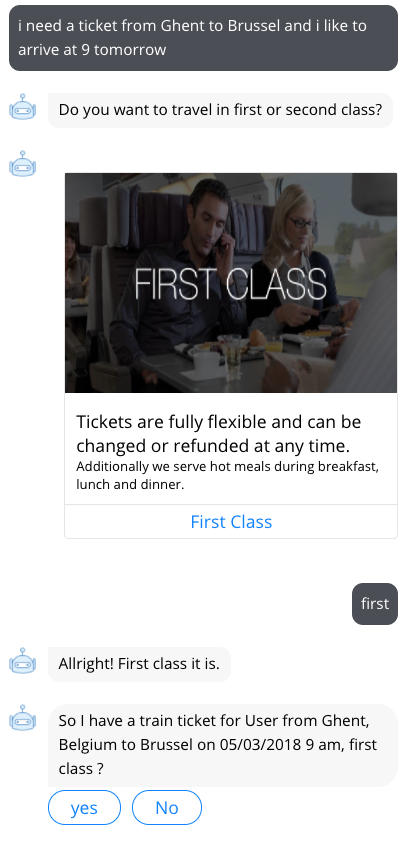 i need a ticket from Ghent to Brussel and i like to
arrive at 9 tomorrow
Do you want to travel in first or second class?
FIRST CLASS
Tickets are fully flexible and can be
changed or refunded at any time.
Additionally we serve hot meals during breakfast,
lunch and dinner.
First Class
first
Allright! First class it is.
So I have a train ticket for User from Ghent,
Belgium to Brussel on 05/03/2018 9 am, first
class ?
yes No